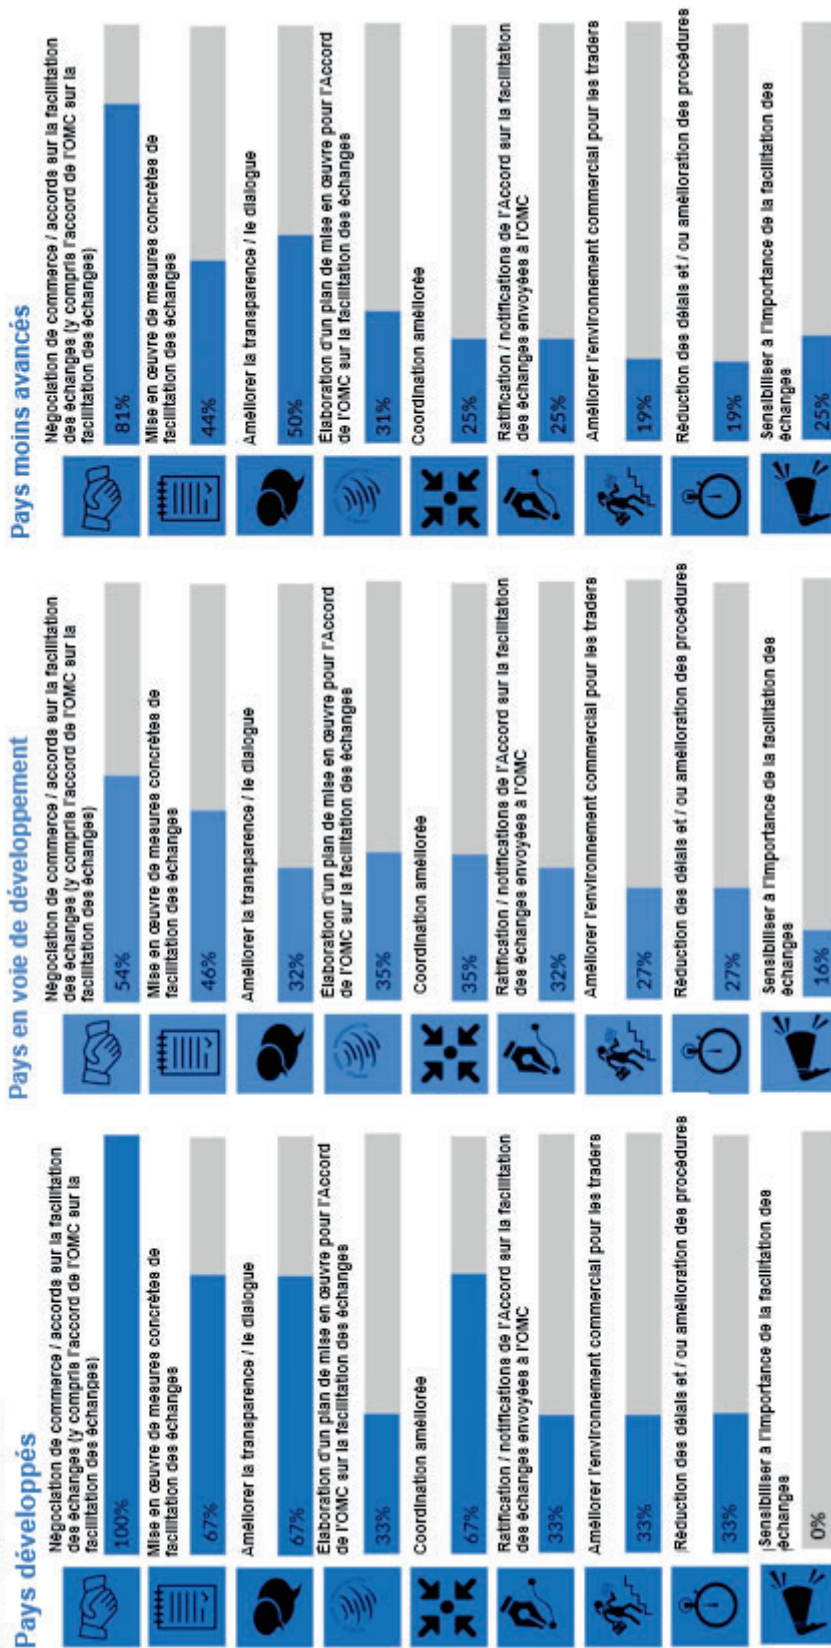 Pays développés
Négociation de commerce / accords sur la facilitation
des échanges (y compris l'accord de l'OMC sur la
facilitation des échanges)
100%
Mise en œuvre de mesures concrètes de
facilitation des échanges
67%
Améliorer la transparence / le dialogue
67%
Élaboration d'un plan de mise en œuvre pour l'Accord
de l'OMC sur la facilitation des échanges
33%
Coordination améliorée
67%
Ratification / notifications de l'Accord sur la facilitation
des échanges envoyées à l'OMC
33%
Améliorer l'environnement commercial pour les traders
33%
Réduction des délais et / ou amélioration des procédures
33%
Sensibiliser à l'importance de la facilitation des
échanges
0%
Pays en voie de développement
Négociation de commerce / accords sur la facilitation
des échanges (y compris l'accord de l'OMC sur la
facilitation des échanges)
54%
Mise en œuvre de mesures concrètes de
facilitation des échanges
46%
Améliorer la transparence / le dialogue
32%
Élaboration d'un plan de mise en œuvre pour l'Accord
de l'OMC sur la facilitation des échanges
35%
Coordination améliorée
35%
Ratification / notifications de l'Accord sur la facilitation
des échanges envoyées à l'OMC
32%
Améliorer l'environnement commercial pour les traders
27%
Réduction des délais et / ou amélioration des procédures
27%
Sensibiliser à l'importance de la facilitation des
échanges
16%
Pays moins avancés
Négociation de commerce / accords sur la facilitation
des échanges (y compris l'accord de l'OMC sur la
facilitation des échanges)
81%
Mise en œuvre de mesures concrètes de
facilitation des échanges
44%
Améliorer la transparence / le dialogue
50%
Élaboration d'un plan de mise en œuvre pour l'Accord
de l'OMC sur la facilitation des échanges
31%
Coordination améliorée
25%
Ratification / notifications de l'Accord sur la facilitation
des échanges envoyées à l'OMC
25%
Améliorer l'environnement commercial pour les traders
19%
Réduction des délais et / ou amélioration des procédures
19%
Sensibiliser à l'importance de la facilitation des
échanges
25%